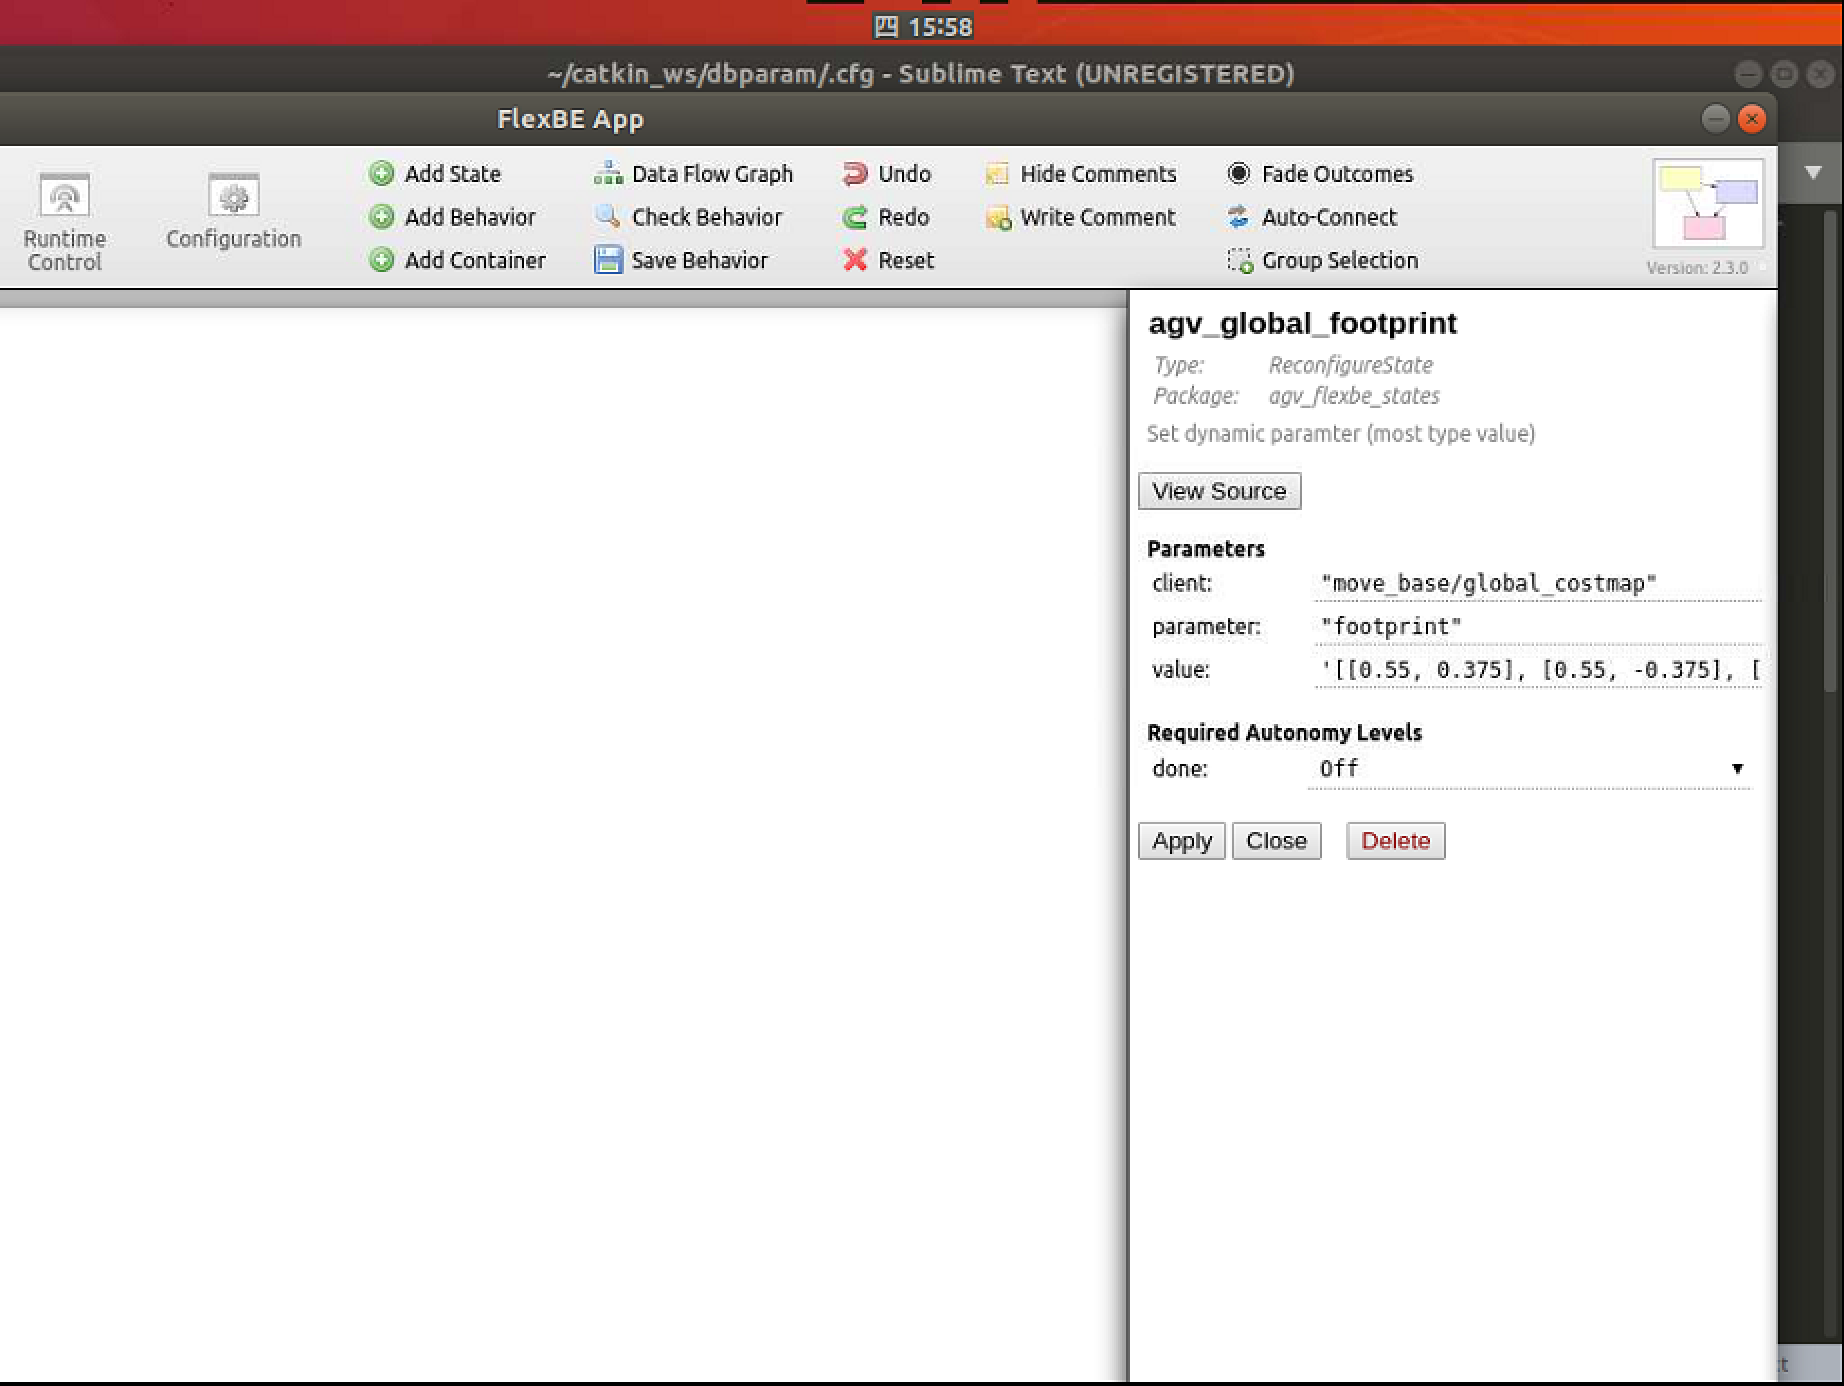 四 15:58
~/catkin_ws/dbparam/.cfg - Sublime Text (UNREGISTERED)
FlexBE App
Runtime
Control
Configuration
Add State
Add Behavior
Add Container
Data Flow Graph
Check Behavior
Save Behavior
Undo
Redo
Reset
Hide Comments
Write Comment
Fade Outcomes
Auto-Connect
Group Selection
Version: 2.3.0
agv_global_footprint
Type: ReconfigureState
Package: agv_flexbe_states
Set dynamic paramter (most type value)
View Source
Parameters
client: "move_base/global_costmap"
parameter: "footprint"
value: '[[0.55, 0.375], [0.55, -0.375], [
Required Autonomy Levels
done: Off
Apply Close Delete